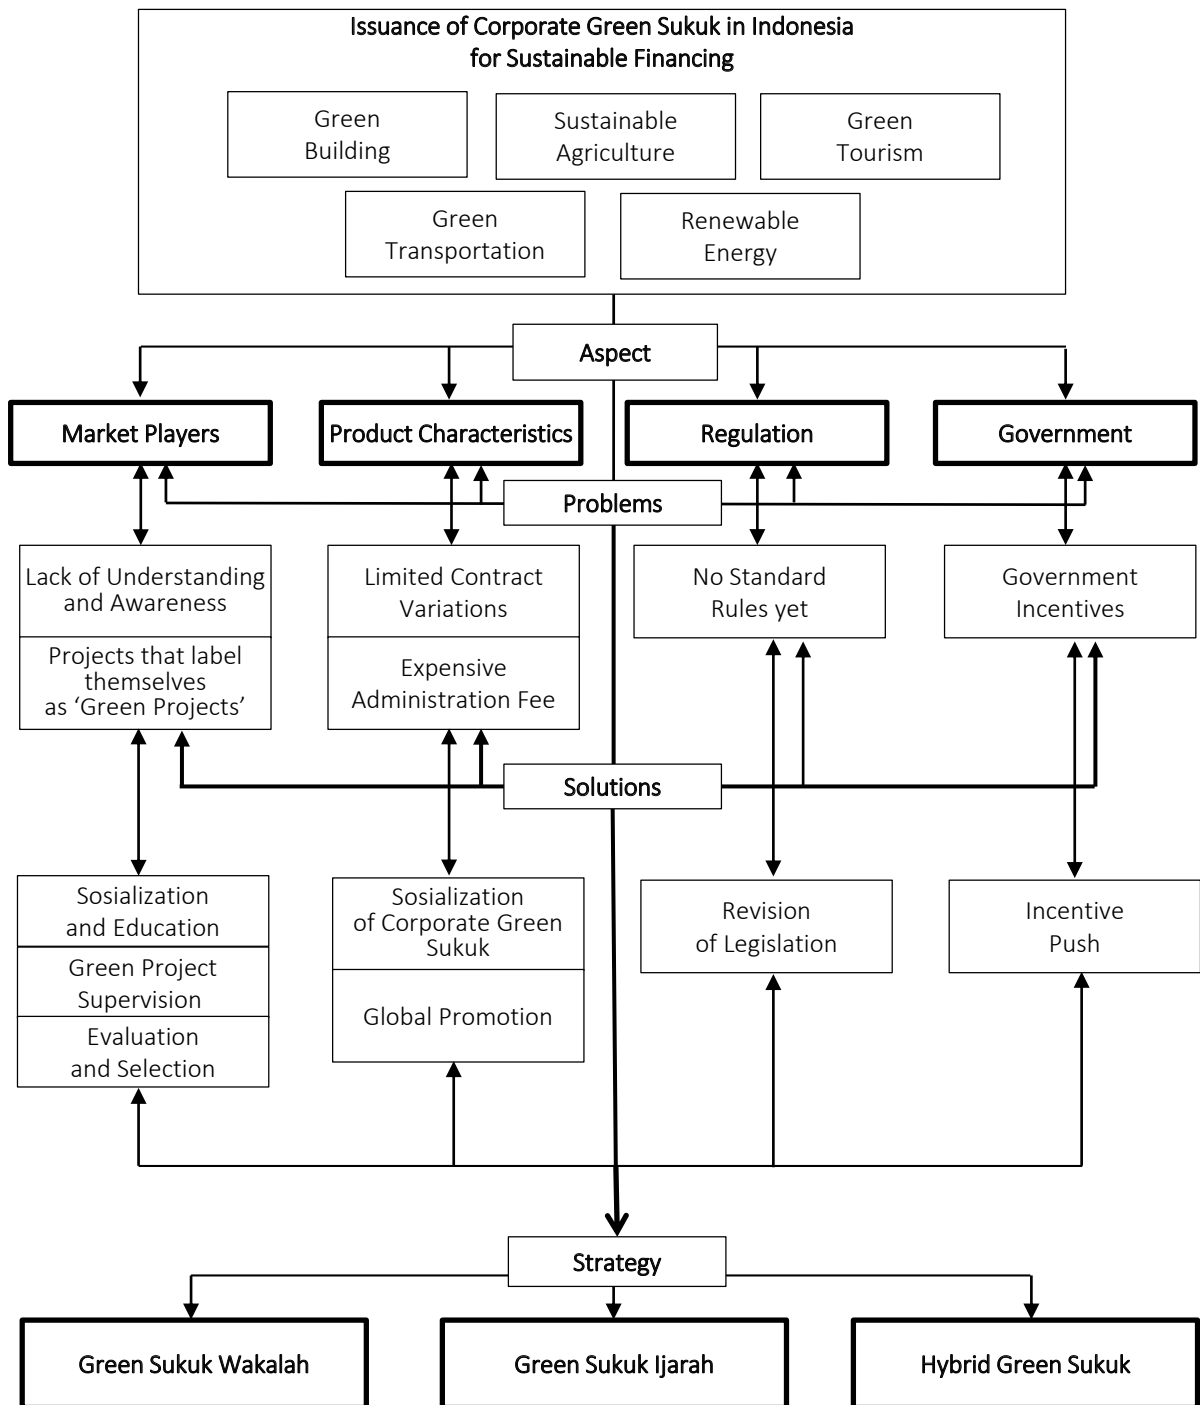 Issuance of Corporate Green Sukuk in Indonesia
for Sustainable Financing
Green
Building
Sustainable
Agriculture
Green
Tourism
Green
Transportation
Renewable
Energy
Aspect
Market Players
Product Characteristics
Regulation
Government
Problems
Lack of Understanding
and Awareness
Projects that label
themselves
as ‘Green Projects’
Limited Contract
Variations
Expensive
Administration Fee
No Standard
Rules yet
Government
Incentives
Solutions
Sosialization
and Education
Green Project
Supervision
Evaluation
and Selection
Sosialization
of Corporate Green
Sukuk
Global Promotion
Revision
of Legislation
Incentive
Push
Strategy
Green Sukuk Wakalah
Green Sukuk Ijarah
Hybrid Green Sukuk